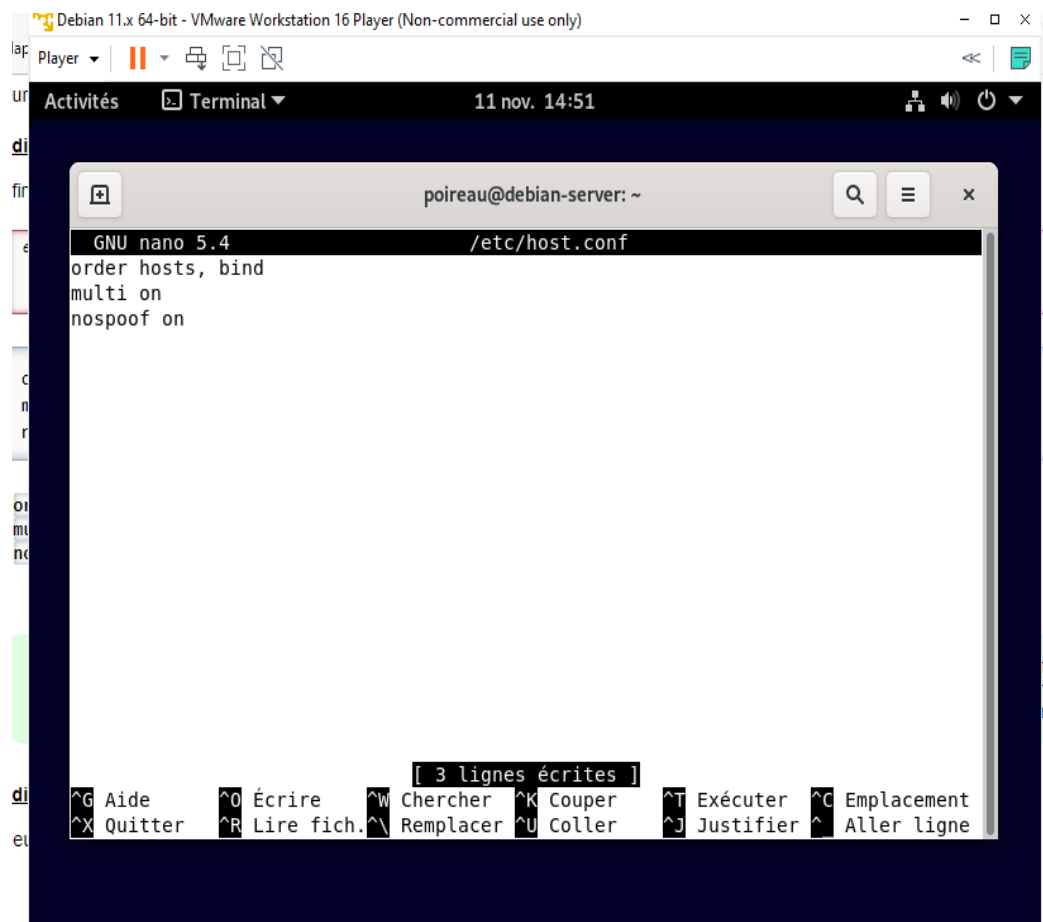 Debian 11.x 64-bit - VMware Workstation 16 Player (Non-commercial use only)
Player
Activités Terminal 11 nov. 14:51
poireau@debian-server: ~
GNU nano 5.4 /etc/host.conf
order hosts, bind
multi on
nospoof on
[ 3 lignes écrites ]
^G Aide ^O Écrire ^W Chercher ^K Couper ^T Exécuter ^C Emplacement
^X Quitter ^R Lire fich. ^\ Remplacer ^U Coller ^J Justifier ^_ Aller ligne